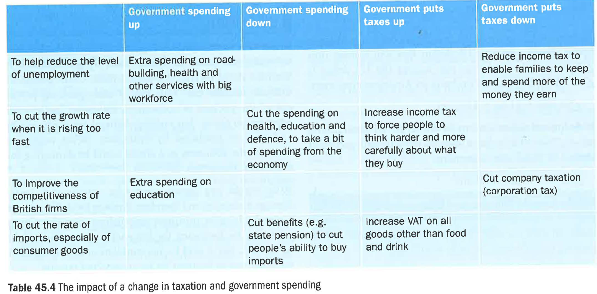 Government spending up
Government spending down
Government puts taxes up
Government puts taxes down
To help reduce the level
of unemployment
Extra spending on road-
building, health and
other services with big
workforce
Reduce income tax to
enable families to keep
and spend more of the
money they earn
To cut the growth rate
when it is rising too
fast
Cut the spending on
health, education and
defence, to take a bit
of spending from the
economy
Increase income tax
to force people to
think harder and more
carefully about what
they buy
To improve the
competitiveness of
British firms
Extra spending on
education
Cut company taxation
(corporation tax)
To cut the rate of
imports, especially of
consumer goods
Cut benefits (e.g.
state pension) to cut
people's ability to buy
imports
Increase VAT on all
goods other than food
and drink
Table 45.4 The impact of a change in taxation and government spending